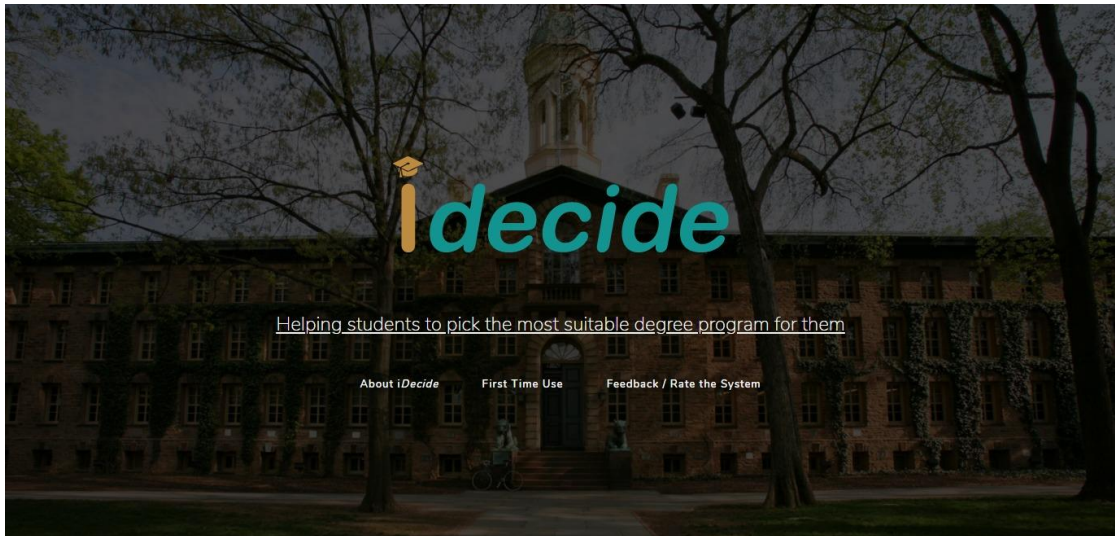 idecide
Helping students to pick the most suitable degree program for them
About iDecide First Time Use Feedback / Rate the System